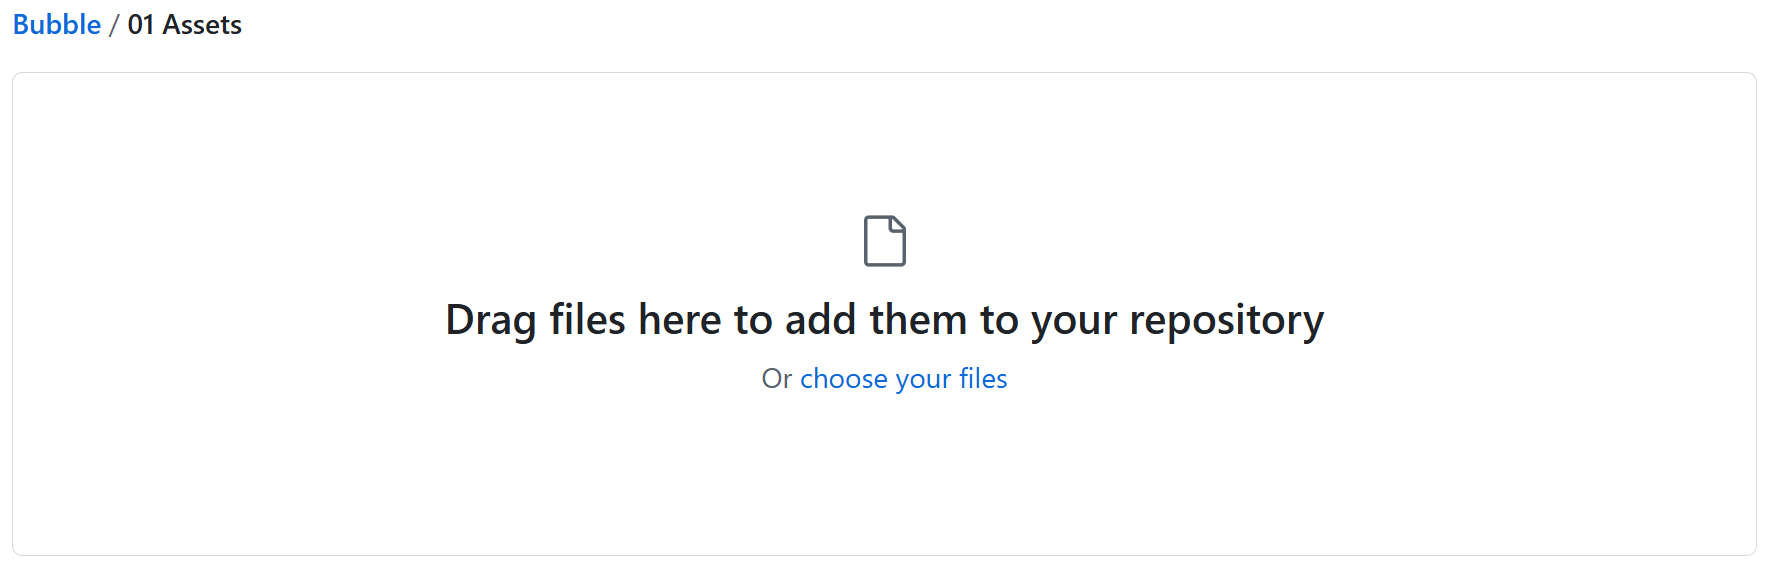 Bubble / 01 Assets
Drag files here to add them to your repository
Or choose your files